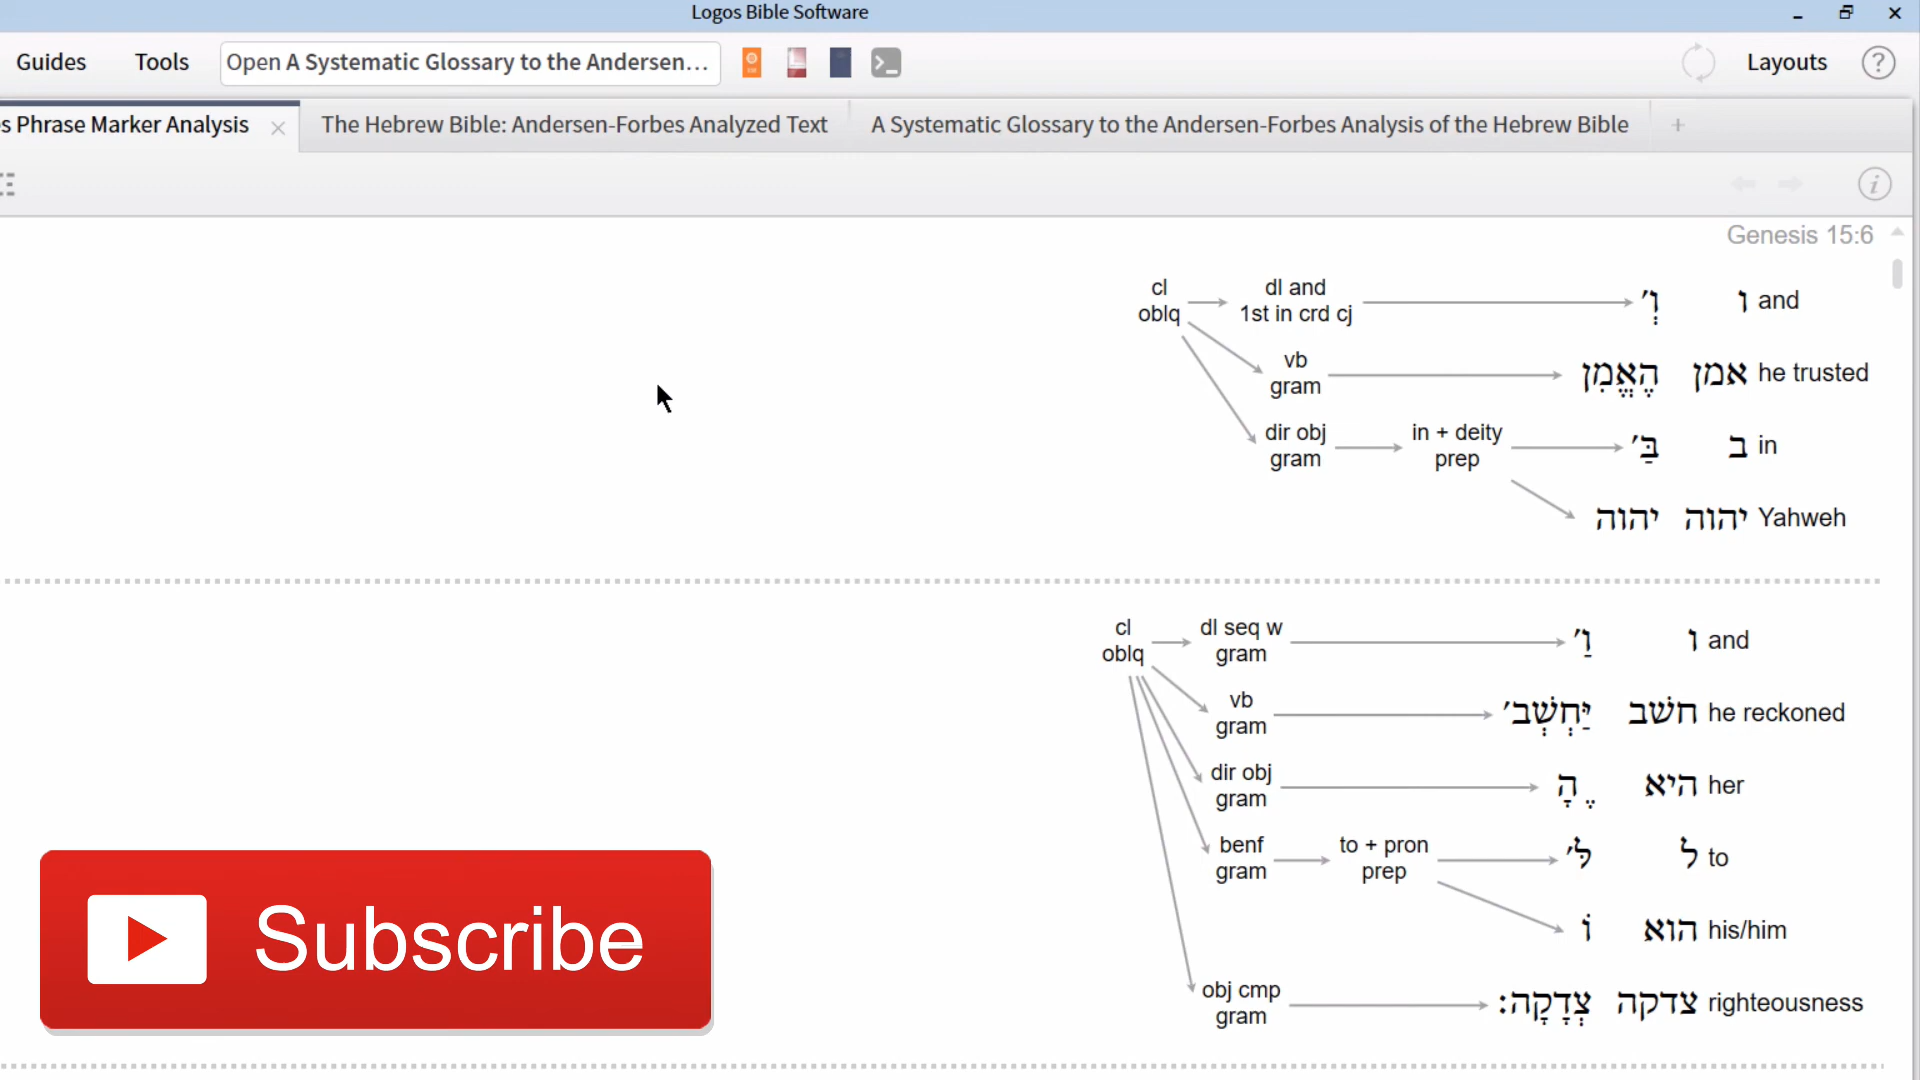 Logos Bible Software
Guides Tools Open A Systematic Glossary to the Andersen... Layouts ?
s Phrase Marker Analysis The Hebrew Bible: Andersen-Forbes Analyzed Text A Systematic Glossary to the Andersen-Forbes Analysis of the Hebrew Bible +
i
Genesis 15:6
cl
oblq
dl and
1st in crd cj
וְ׳ ו and
vb
gram
הֶאֱמִן אמן he trusted
dir obj
gram
in + deity
prep
בַּ׳ ב in
יהוה יהוה Yahweh
cl
oblq
dl seq w
gram
וַ׳ ו and
vb
gram
יַּחְשְׁב׳ חשׁב he reckoned
dir obj
gram
ֶהָ היא her
benf
gram
to + pron
prep
לּ׳ ל to
וֹ הוא his/him
obj cmp
gram
צְדָקָה׃ צדקה righteousness
Subscribe